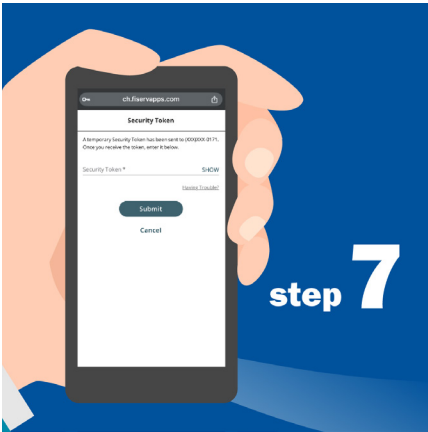 ch.fiservapps.com
Security Token
A temporary Security Token has been sent to (XXX)XXX-0171.
Once you receive the token, enter it below.
Security Token * SHOW
Having Trouble?
Submit
Cancel
step 7